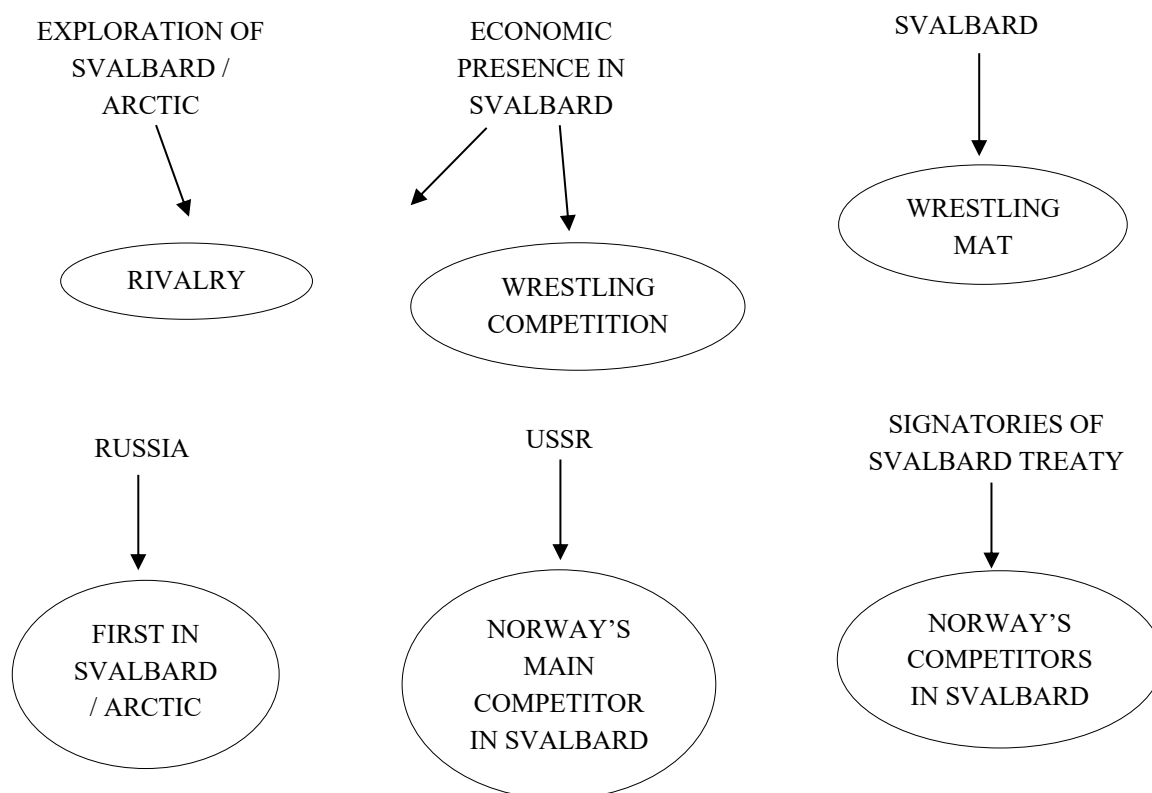 EXPLORATION OF
SVALBARD /
ARCTIC
ECONOMIC
PRESENCE IN
SVALBARD
SVALBARD
RIVALRY
WRESTLING
COMPETITION
WRESTLING
MAT
RUSSIA
USSR
SIGNATORIES OF
SVALBARD TREATY
FIRST IN
SVALBARD
/ ARCTIC
NORWAY’S
MAIN
COMPETITOR
IN SVALBARD
NORWAY’S
COMPETITORS
IN SVALBARD